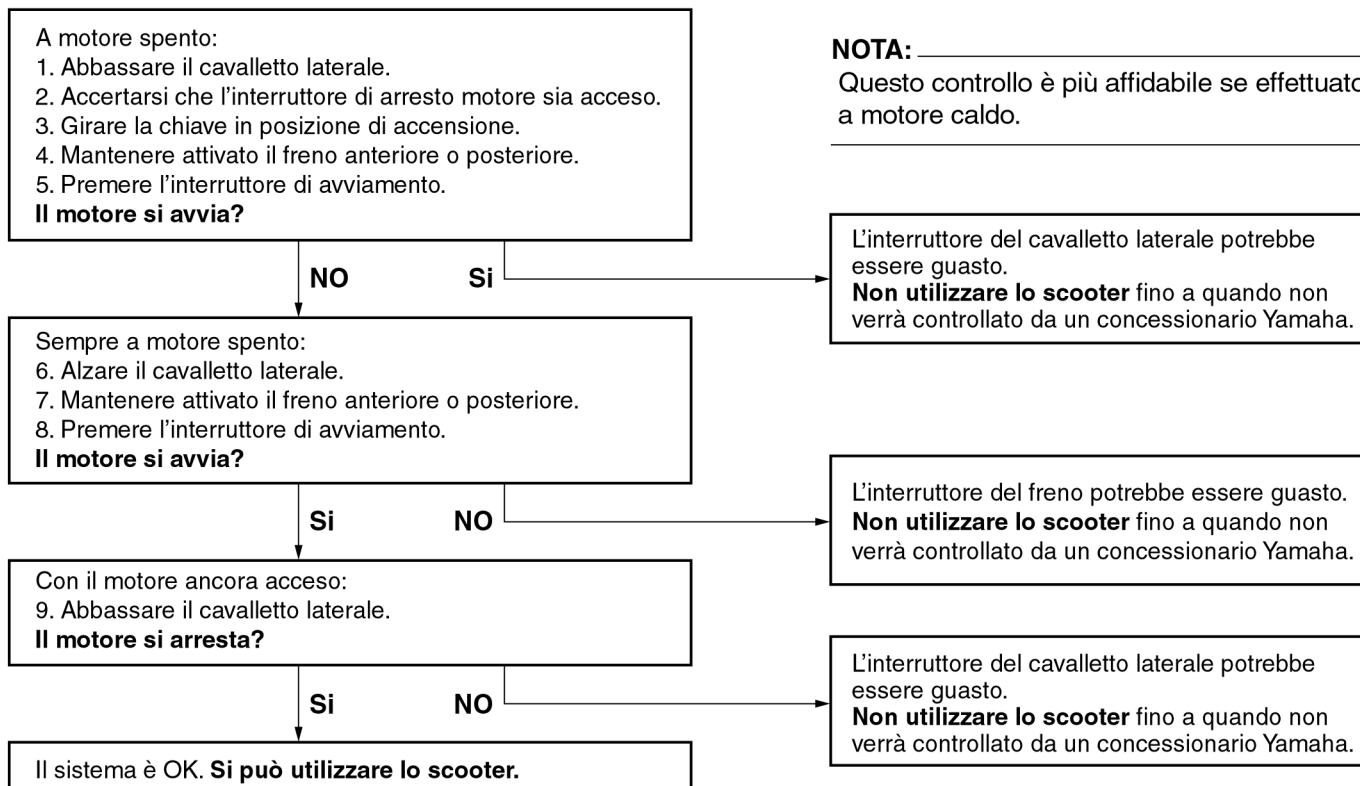 A motore spento:
1. Abbassare il cavalletto laterale.
2. Accertarsi che l'interruttore di arresto motore sia acceso.
3. Girare la chiave in posizione di accensione.
4. Mantenere attivato il freno anteriore o posteriore.
5. Premere l'interruttore di avviamento.
Il motore si avvia?
NOTA:
Questo controllo è più affidabile se effettuato
a motore caldo.
NO
Si
L'interruttore del cavalletto laterale potrebbe
essere guasto.
Non utilizzare lo scooter fino a quando non
verrà controllato da un concessionario Yamaha.
Sempre a motore spento:
6. Alzare il cavalletto laterale.
7. Mantenere attivato il freno anteriore o posteriore.
8. Premere l'interruttore di avviamento.
Il motore si avvia?
Si
NO
L'interruttore del freno potrebbe essere guasto.
Non utilizzare lo scooter fino a quando non
verrà controllato da un concessionario Yamaha.
Con il motore ancora acceso:
9. Abbassare il cavalletto laterale.
Il motore si arresta?
Si
NO
L'interruttore del cavalletto laterale potrebbe
essere guasto.
Non utilizzare lo scooter fino a quando non
verrà controllato da un concessionario Yamaha.
Il sistema è OK. Si può utilizzare lo scooter.